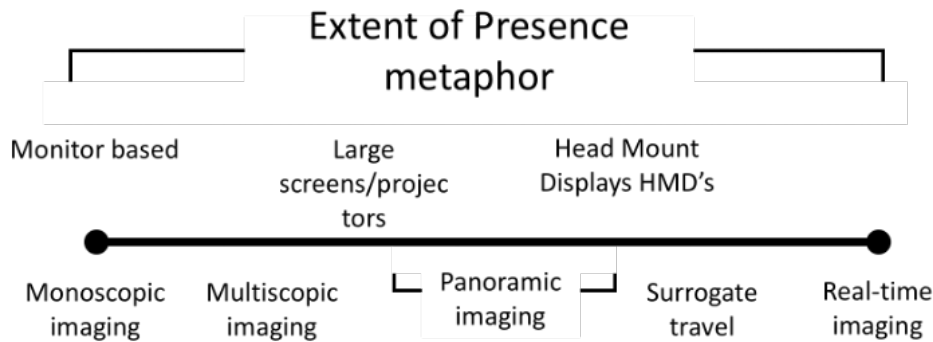 Extent of Presence
metaphor
Monitor based
Large
screens/projec
tors
Head Mount
Displays HMD's
Monoscopic
imaging
Multiscopic
imaging
Panoramic
imaging
Surrogate
travel
Real-time
imaging